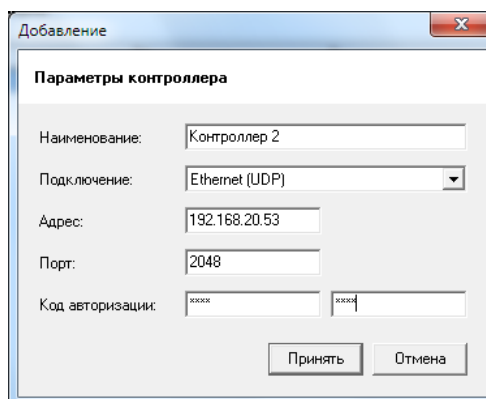 Добавление
Параметры контроллера
Наименование: Контроллер 2
Подключение: Ethernet (UDP)
Адрес: 192.168.20.53
Порт: 2048
Код авторизации: **** ****
Принять Отмена